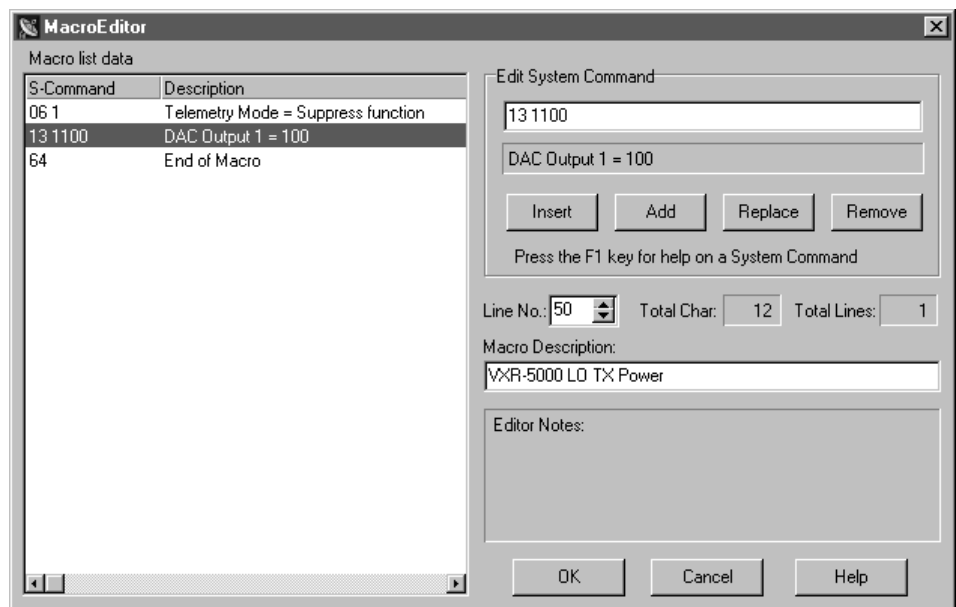 MacroEditor
Macro list data
S-Command Description
06 1 Telemetry Mode = Suppress function
13 1100 DAC Output 1 = 100
64 End of Macro
Edit System Command
13 1100
DAC Output 1 = 100
Insert Add Replace Remove
Press the F1 key for help on a System Command
Line No.: 50 Total Char: 12 Total Lines: 1
Macro Description:
VXR-5000 LO TX Power
Editor Notes:
OK Cancel Help